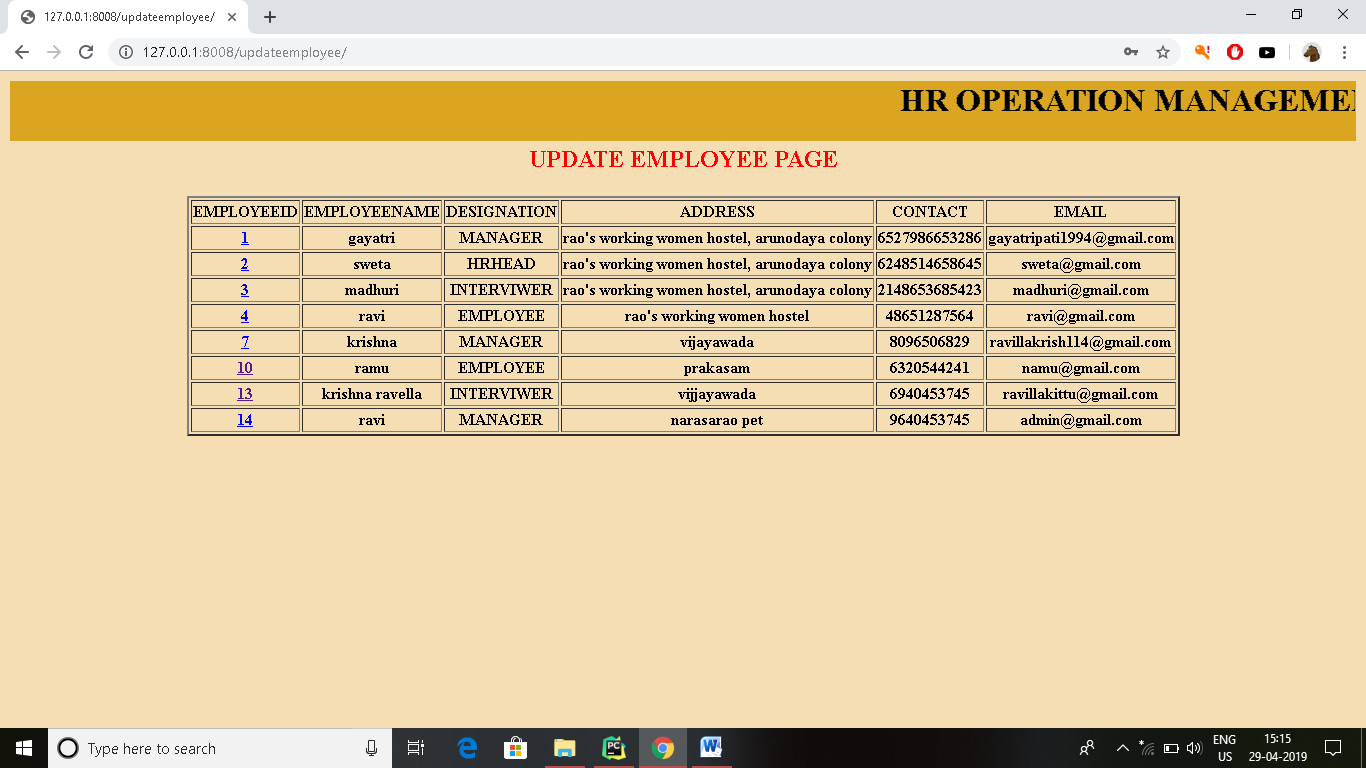 127.0.0.1:8008/updateemployee/
127.0.0.1:8008/updateemployee/
HR OPERATION MANAGEME
UPDATE EMPLOYEE PAGE
EMPLOYEEID EMPLOYEENAME DESIGNATION ADDRESS CONTACT EMAIL
1 gayatri MANAGER rao's working women hostel, arunodaya colony 6527986653286 gayatripati1994@gmail.com
2 sweta HRHEAD rao's working women hostel, arunodaya colony 6248514658645 sweta@gmail.com
3 madhuri INTERVIWER rao's working women hostel, arunodaya colony 2148653685423 madhuri@gmail.com
4 ravi EMPLOYEE rao's working women hostel 48651287564 ravi@gmail.com
7 krishna MANAGER vijayawada 8096506829 ravillakrish114@gmail.com
10 ramu EMPLOYEE prakasam 6320544241 namu@gmail.com
13 krishna ravella INTERVIWER vijjayawada 6940453745 ravillakittu@gmail.com
14 ravi MANAGER narasarao pet 9640453745 admin@gmail.com
Type here to search PC W ENG 15:15
US 29-04-2019